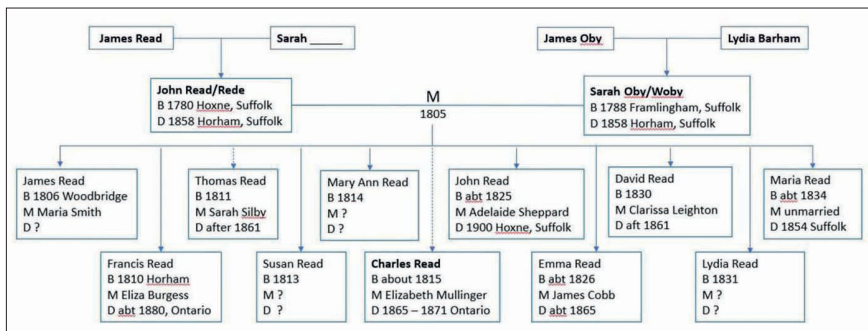 James Read
Sarah _____
James Oby
Lydia Barham
John Read/Rede
B 1780 Hoxne, Suffolk
D 1858 Horham, Suffolk
M
1805
Sarah Oby/Woby
B 1788 Framlingham, Suffolk
D 1858 Horham, Suffolk
James Read
B 1806 Woodbridge
M Maria Smith
D ?
Thomas Read
B 1811
M Sarah Silby
D after 1861
Mary Ann Read
B 1814
M ?
D ?
John Read
B abt 1825
M Adelaide Sheppard
D 1900 Hoxne, Suffolk
David Read
B 1830
M Clarissa Leighton
D aft 1861
Maria Read
B abt 1834
M unmarried
D 1854 Suffolk
Francis Read
B 1810 Horham
M Eliza Burgess
D abt 1880, Ontario
Susan Read
B 1813
M ?
D ?
Charles Read
B about 1815
M Elizabeth Mullinger
D 1865 – 1871 Ontario
Emma Read
B abt 1826
M James Cobb
D abt 1865
Lydia Read
B 1831
M ?
D ?